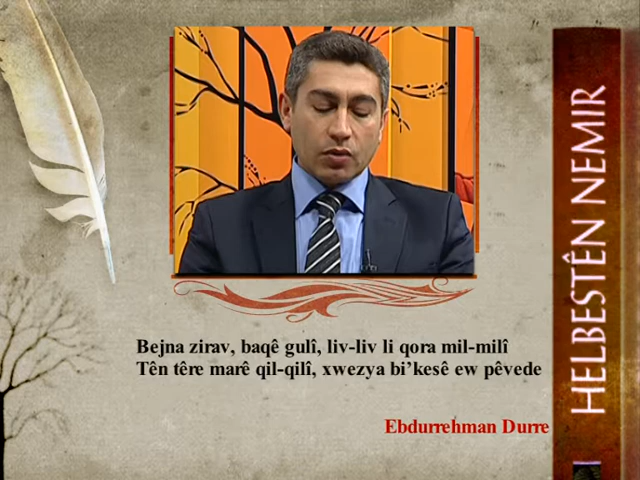 Bejna zirav, baqê gulî, liv-liv li qora mil-milî
Tên têre marê qil-qilî, xwezya bi’kesê ew pêvede
Ebdurrehman Durre
HELBESTÊN NEMIR